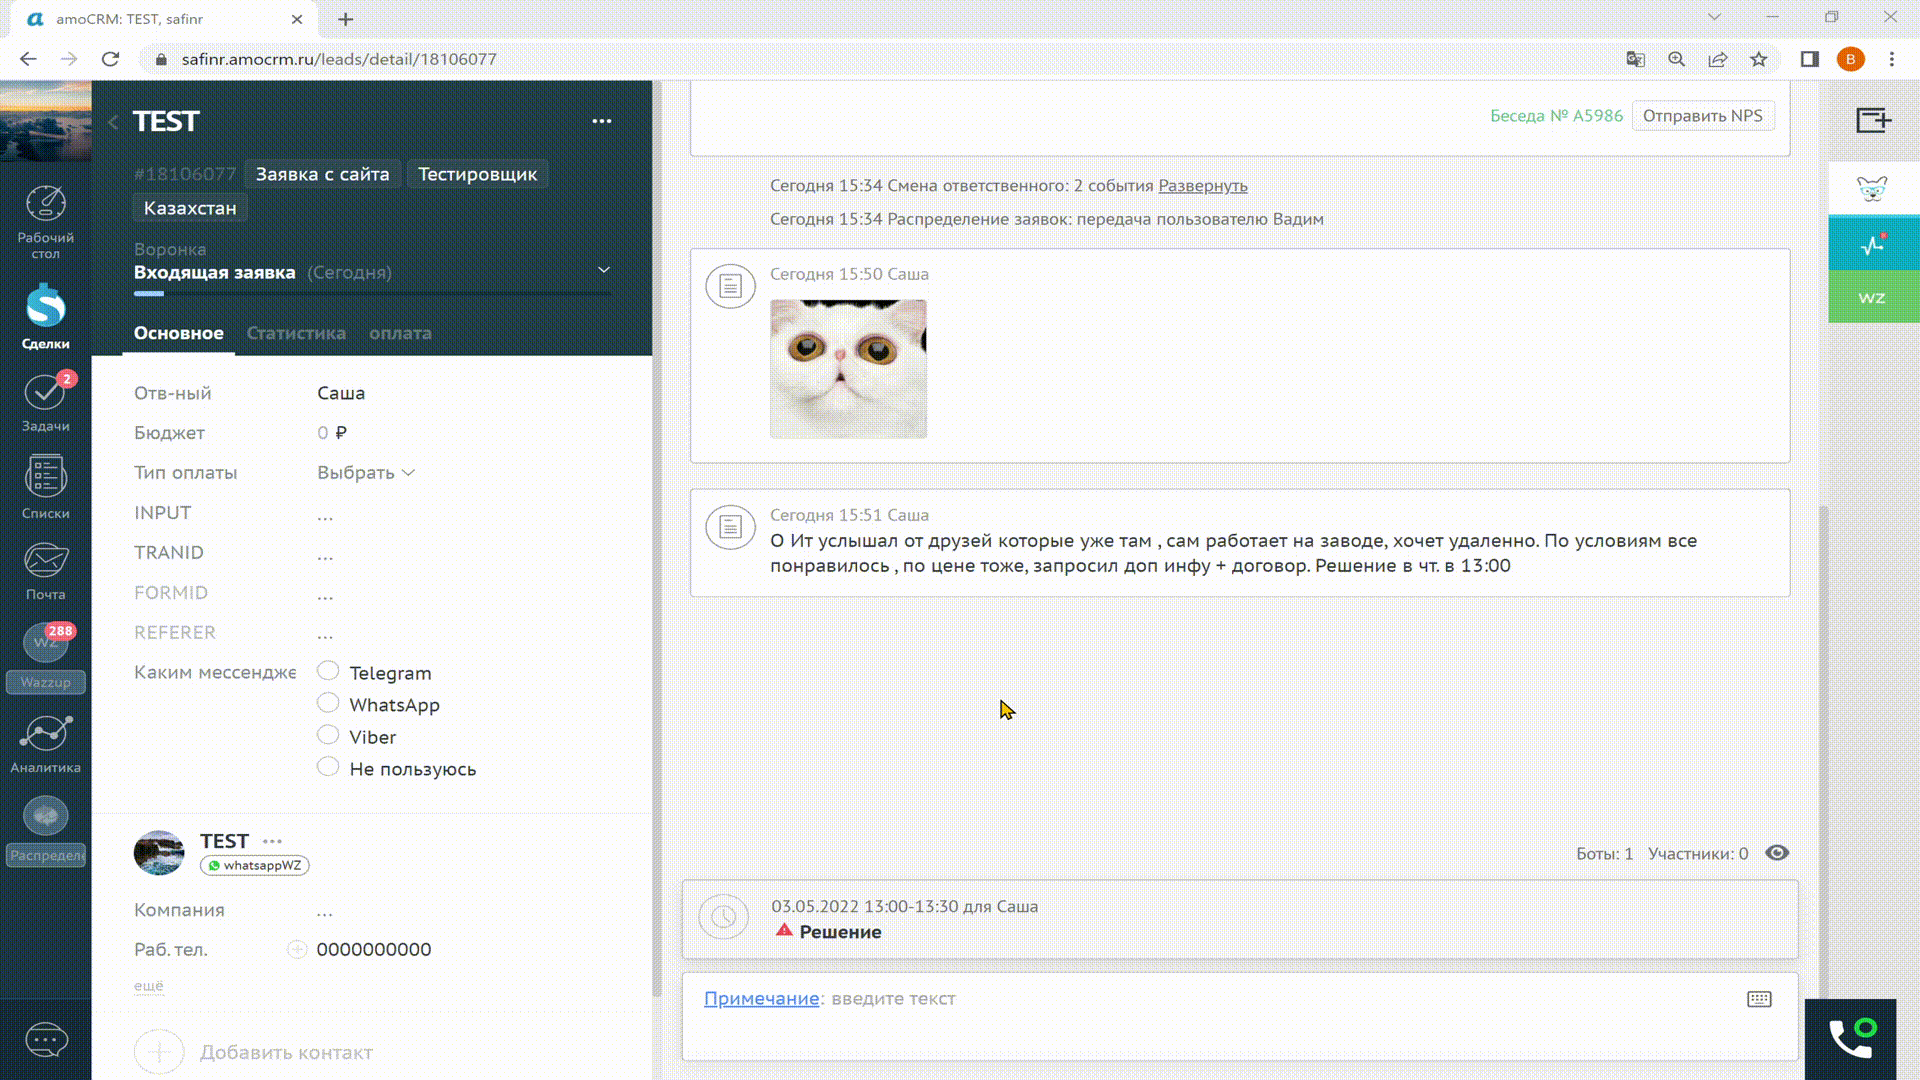 amoCRM: TEST, safinr
safinr.amocrm.ru/leads/detail/18106077
B
TEST
#18106077 Заявка с сайта Тестировщик
Казахстан
Воронка
Входящая заявка (Сегодня)
Основное Статистика оплата
Рабочий
стол
Сделки
2
Задачи
Списки
Почта
288
WZ
Wazzup
Аналитика
Распредел
Отв-ный Саша
Бюджет 0 ₽
Тип оплаты Выбрать
INPUT ...
TRANID ...
FORMID ...
REFERER ...
Каким мессендже Telegram
WhatsApp
Viber
Не пользуюсь
TEST
whatsappWZ
Компания ...
Раб. тел. 0000000000
ещё
Добавить контакт
Беседа № A5986 Отправить NPS
Сегодня 15:34 Смена ответственного: 2 события Развернуть
Сегодня 15:34 Распределение заявок: передача пользователю Вадим
Сегодня 15:50 Саша
Сегодня 15:51 Саша
О Ит услышал от друзей которые уже там , сам работает на заводе, хочет удаленно. По условиям все
понравилось , по цене тоже, запросил доп инфу + договор. Решение в чт. в 13:00
Боты: 1 Участники: 0
03.05.2022 13:00-13:30 для Саша
Решение
Примечание: введите текст
WZ